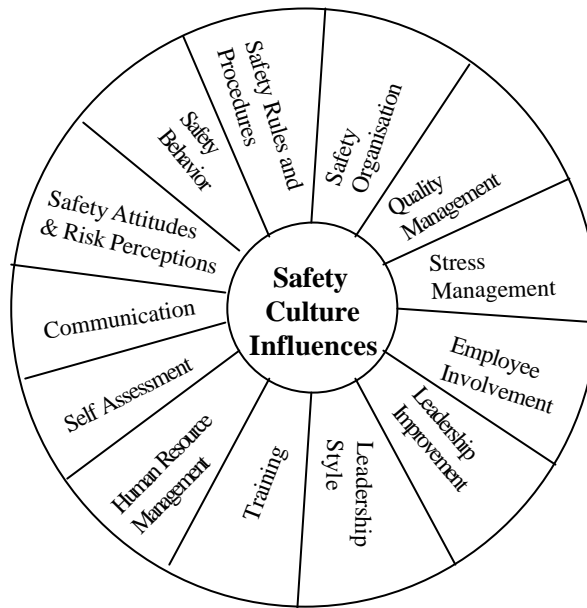 Safety
Culture
Influences
Safety Rules and
Procedures
Safety
Organisation
Quality
Management
Stress
Management
Employee
Involvement
Leadership
Improvement
Leadership
Style
Training
Human Resource
Management
Self Assessment
Communication
Safety Attitudes
& Risk Perceptions
Safety
Behavior